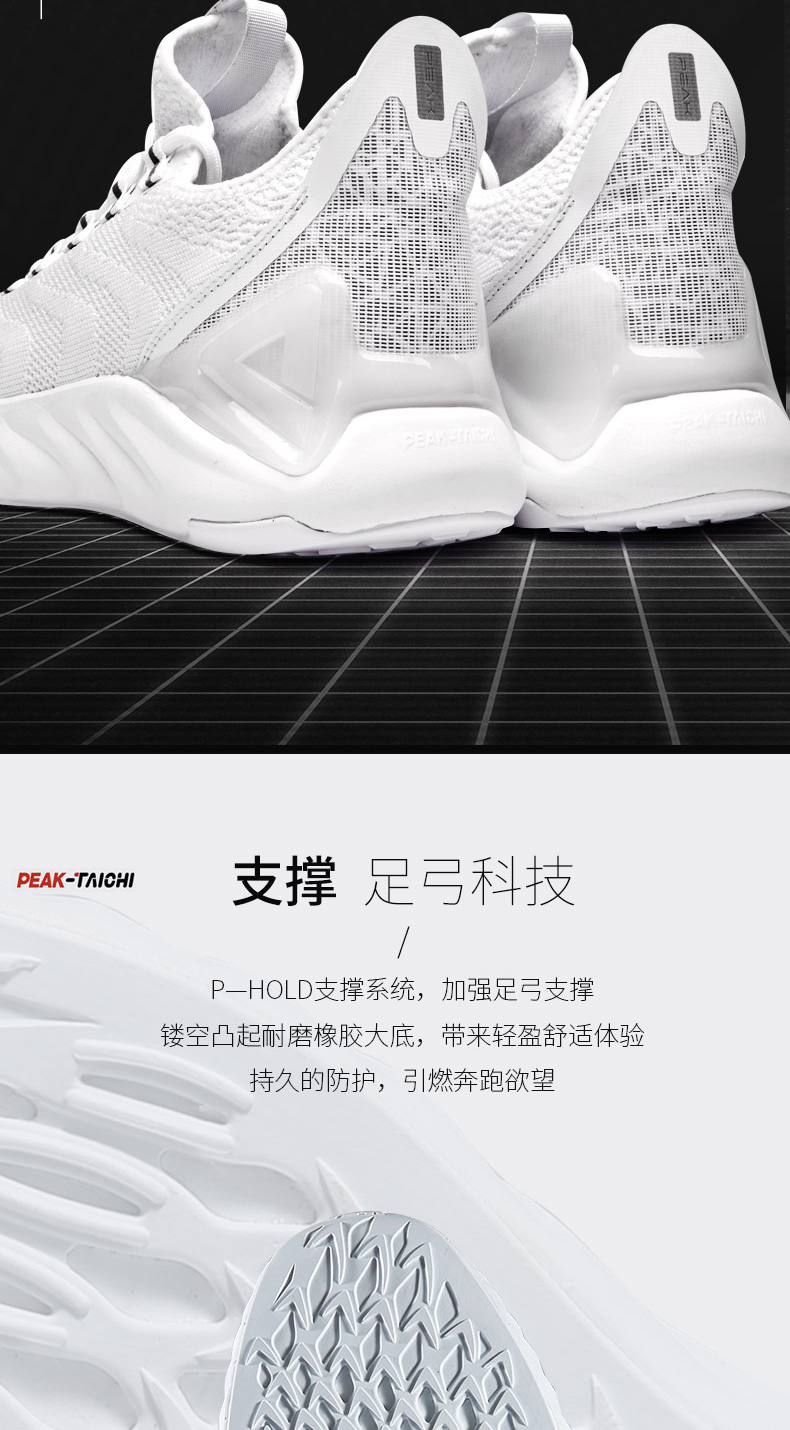 PEAK
PEAK
PEAK-TAICHI
PEAK-TAICHI
PEAK-TAICHI
支撑 足弓科技
/
P—HOLD支撑系统，加强足弓支撑
镂空凸起耐磨橡胶大底，带来轻盈舒适体验
持久的防护，引燃奔跑欲望